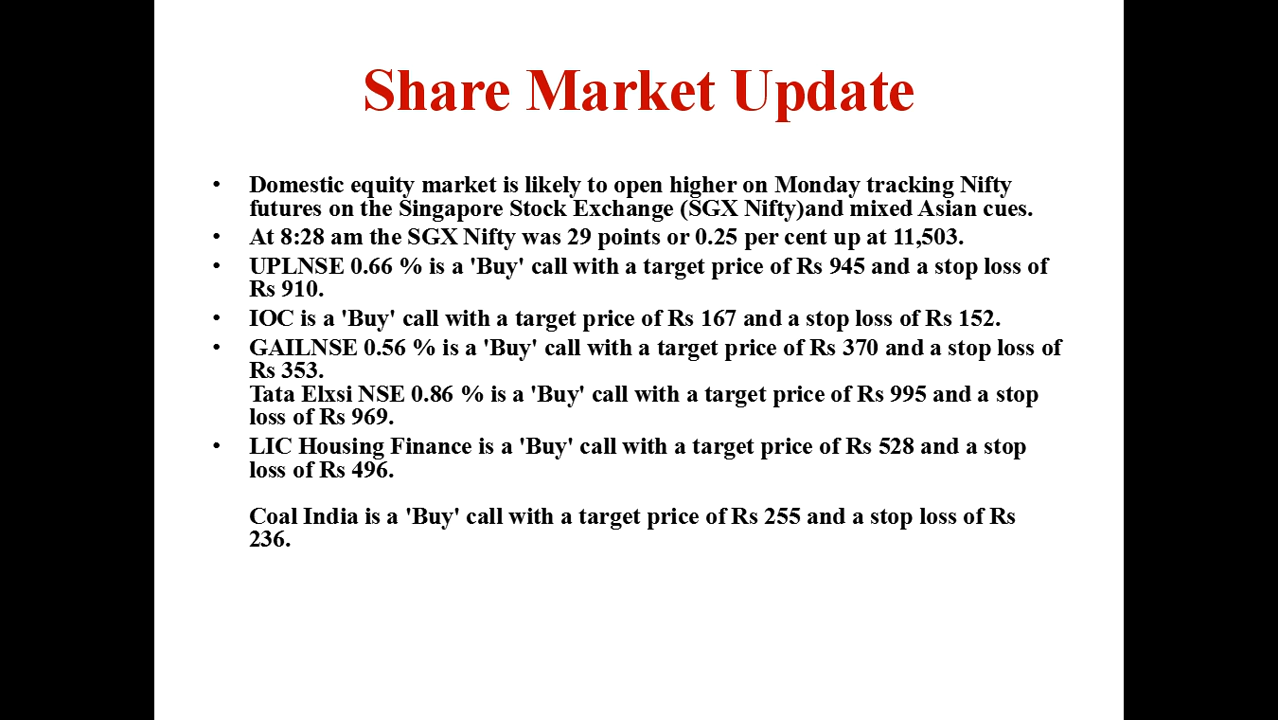 Share Market Update
• Domestic equity market is likely to open higher on Monday tracking Nifty
futures on the Singapore Stock Exchange (SGX Nifty)and mixed Asian cues.
• At 8:28 am the SGX Nifty was 29 points or 0.25 per cent up at 11,503.
• UPLNSE 0.66 % is a 'Buy' call with a target price of Rs 945 and a stop loss of
Rs 910.
• IOC is a 'Buy' call with a target price of Rs 167 and a stop loss of Rs 152.
• GAILNSE 0.56 % is a 'Buy' call with a target price of Rs 370 and a stop loss of
Rs 353.
Tata Elxsi NSE 0.86 % is a 'Buy' call with a target price of Rs 995 and a stop
loss of Rs 969.
• LIC Housing Finance is a 'Buy' call with a target price of Rs 528 and a stop
loss of Rs 496.
Coal India is a 'Buy' call with a target price of Rs 255 and a stop loss of Rs
236.